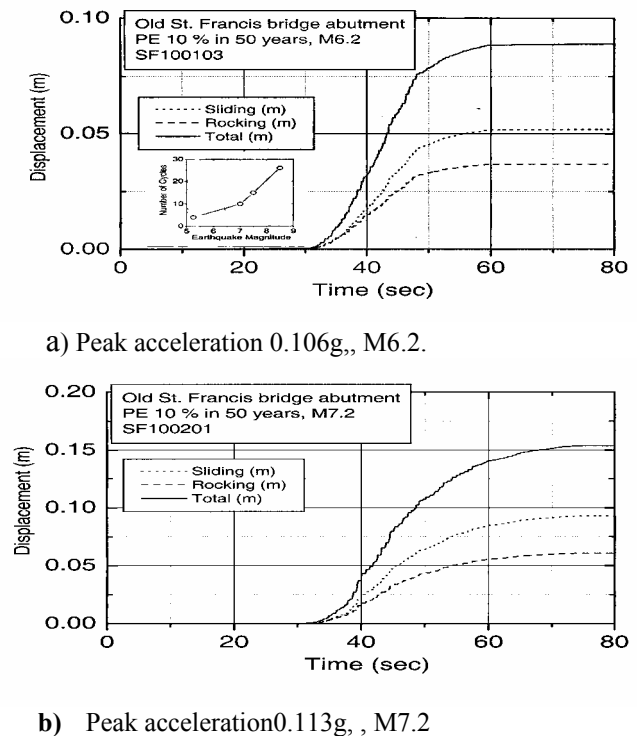 Old St. Francis bridge abutment
PE 10 % in 50 years, M6.2
SF100103
Sliding (m)
Rocking (m)
Total (m)
Displacement (m)
0.05
0.00
Number of Cycles
30
20
10
0
5
6
7
8
9
Earthquake Magnitude
0
20
40
60
80
Time (sec)
a) Peak acceleration 0.106g,, M6.2.
0.20
0.15
0.10
0.05
0.00
Displacement (m)
Old St. Francis bridge abutment
PE 10 % in 50 years, M7.2
SF100201
Sliding (m)
Rocking (m)
Total (m)
0
20
40
60
80
Time (sec)
b) Peak acceleration0.113g, , M7.2